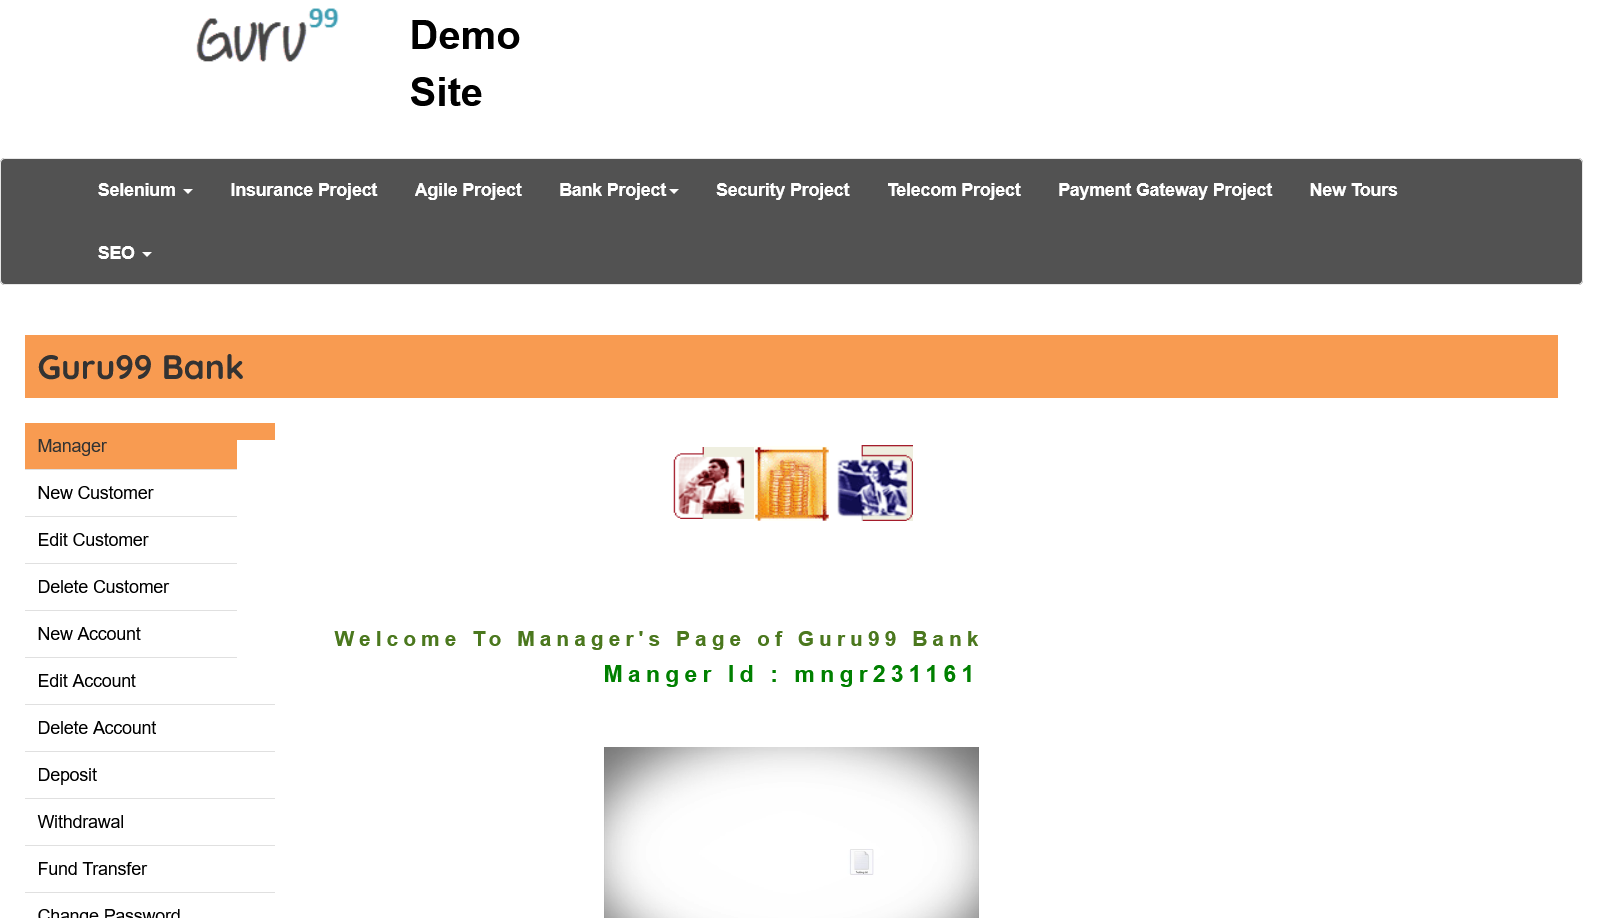 Guru99
Demo
Site
Selenium Insurance Project Agile Project Bank Project Security Project Telecom Project Payment Gateway Project New Tours
SEO
Guru99 Bank
Manager
New Customer
Edit Customer
Delete Customer
New Account
Edit Account
Delete Account
Deposit
Withdrawal
Fund Transfer
Change Password
Welcome To Manager's Page of Guru99 Bank
Manger Id : mngr231161